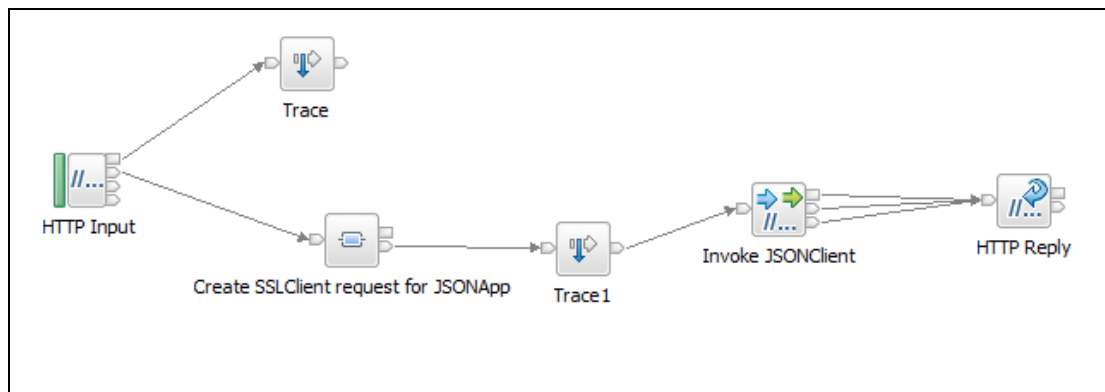 Trace
//...
HTTP Input
Create SSLClient request for JSONApp
Trace1
//...
Invoke JSONClient
//...
HTTP Reply